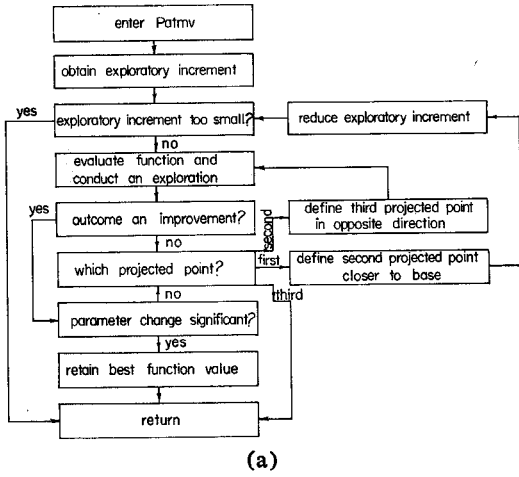 enter Patmv
obtain exploratory increment
yes
exploratory increment too small?
reduce exploratory increment
no
evaluate function and
conduct an exploration
yes
outcome an improvement?
second
define third projected point
in opposite direction
no
which projected point?
first
define second projected point
closer to base
no
third
parameter change significant?
yes
retain best function value
return
(a)